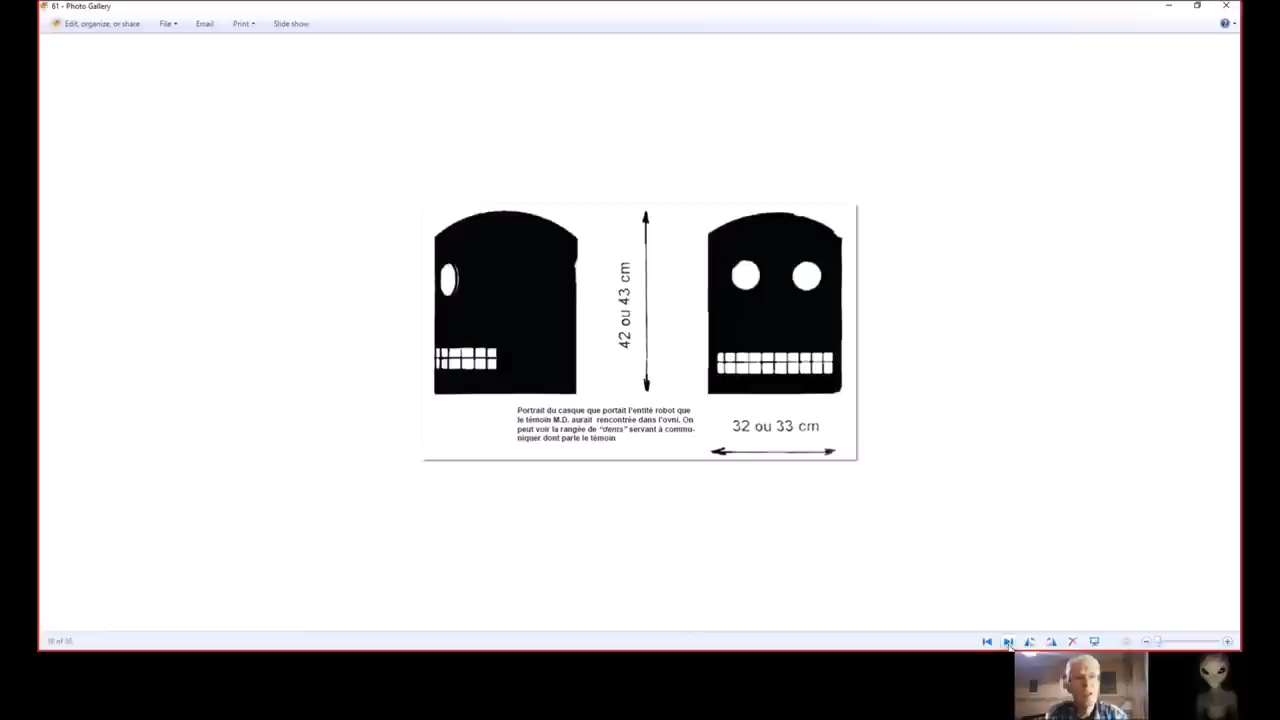 61 - Photo Gallery
Edit, organize, or share File Email Print Slide show
42 ou 43 cm
Portrait du casque que portait l'entité robot que
le témoin M.D. aurait rencontrée dans l'ovni. On
peut voir la rangée de "dents" servant à commu-
niquer dont parle le témoin
32 ou 33 cm